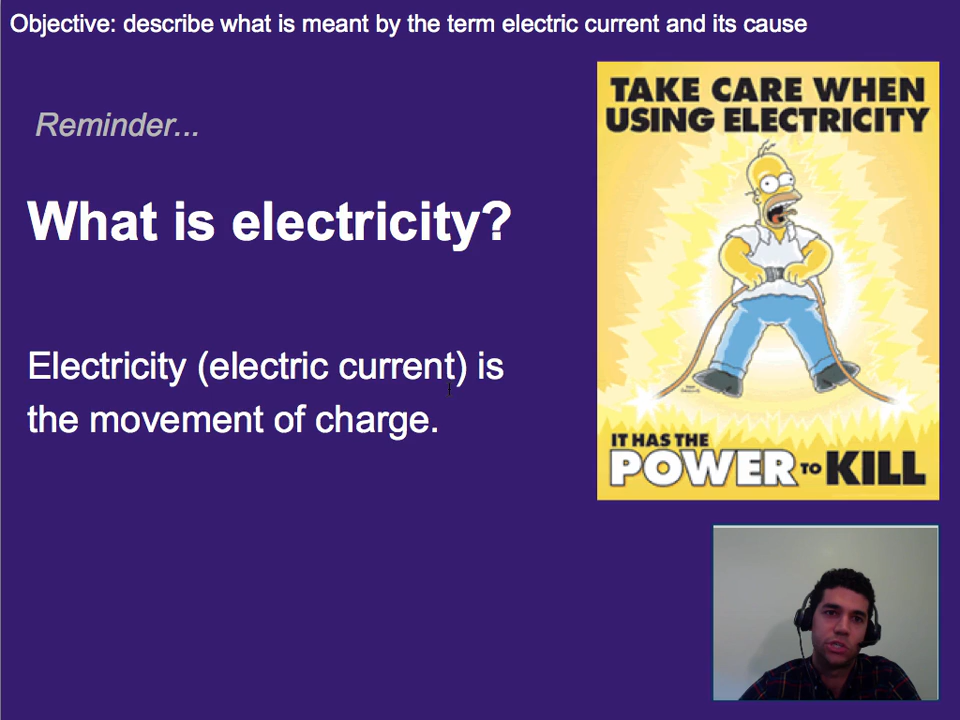 Objective: describe what is meant by the term electric current and its cause
Reminder...
What is electricity?
Electricity (electric current) is
the movement of charge.
TAKE CARE WHEN
USING ELECTRICITY
IT HAS THE
POWER TO KILL